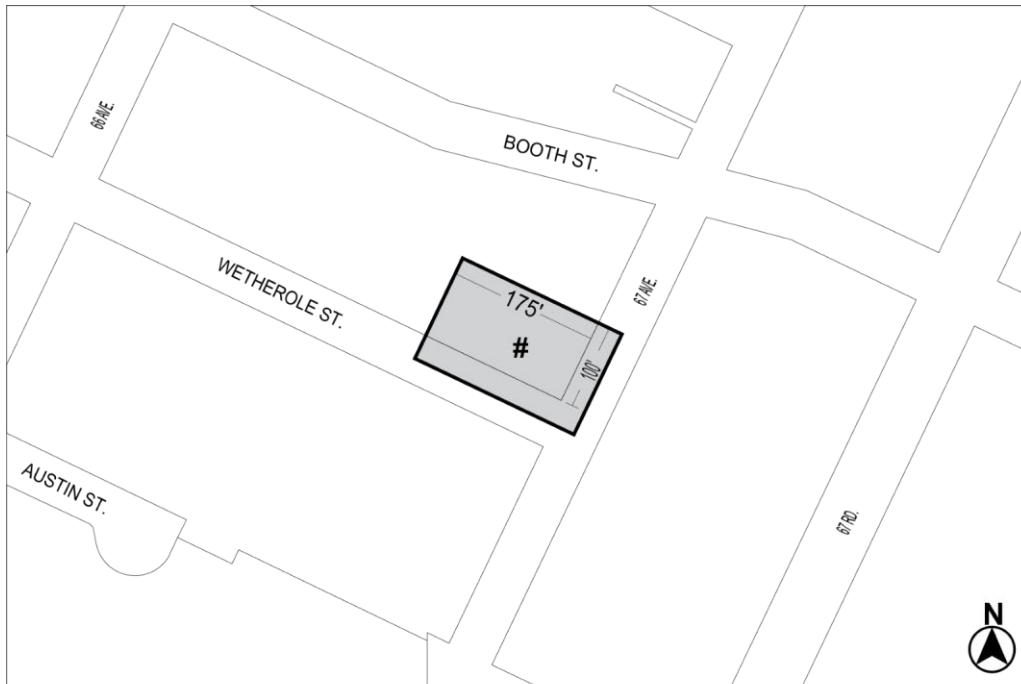 66 AVE.
BOOTH ST.
WETHEROLE ST.
175'
#
100'
67 AVE.
AUSTIN ST.
67 RD.
N